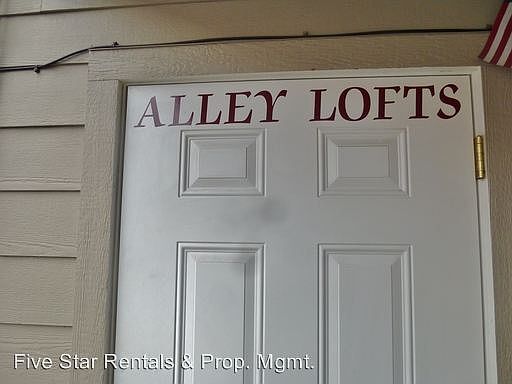 ALLEY LOFTS
Five Star Rentals & Prop. Mgmt.